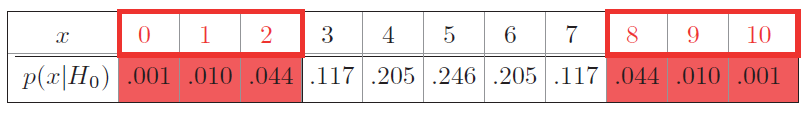 x 0 1 2 3 4 5 6 7 8 9 10
p(x|H₀) .001 .010 .044 .117 .205 .246 .205 .117 .044 .010 .001